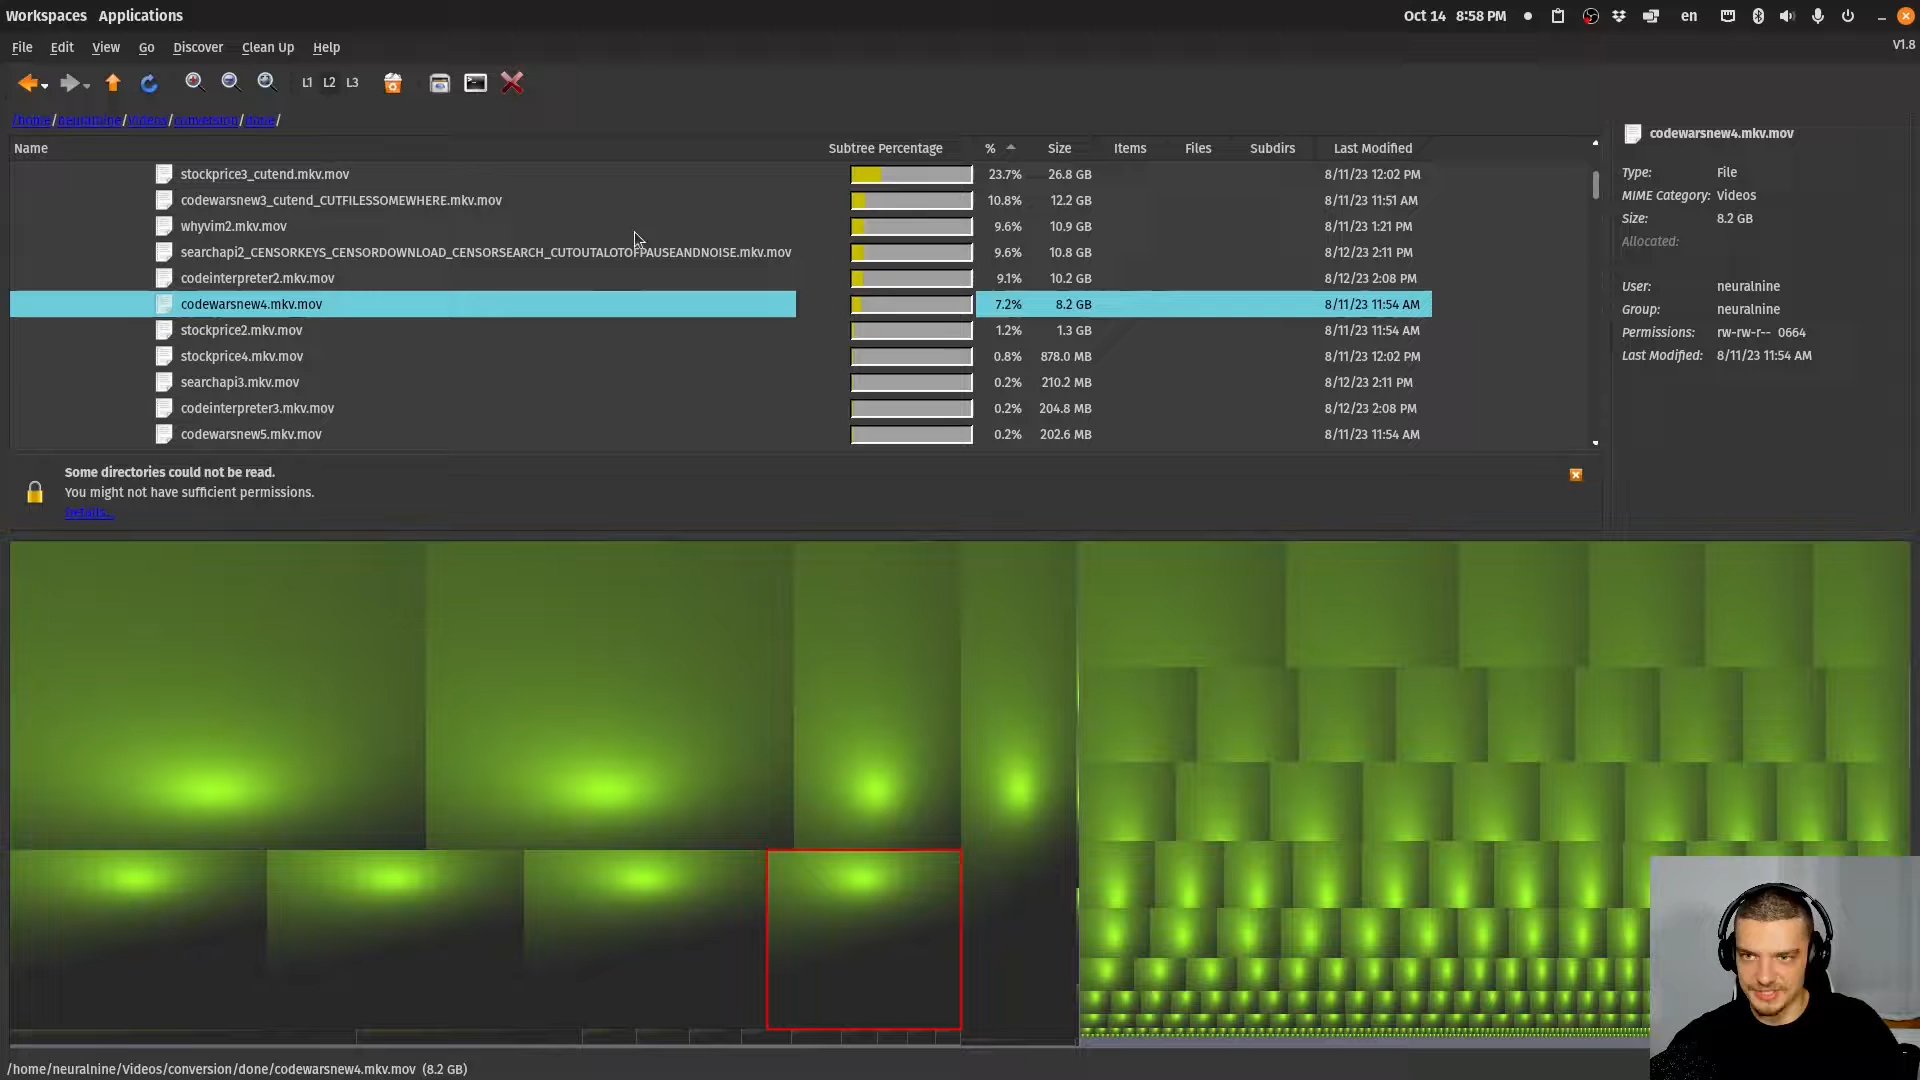 Workspaces Applications Oct 14 8:58 PM en
File Edit View Go Discover Clean Up Help V1.8
L1 L2 L3
/home/neuralnine/Videos/conversion/done/
Name Subtree Percentage % Size Items Files Subdirs Last Modified
stockprice3_cutend.mkv.mov 23.7% 26.8 GB 8/11/23 12:02 PM
codewarsnew3_cutend_CUTFILESSOMEWHERE.mkv.mov 10.8% 12.2 GB 8/11/23 11:51 AM
whyvim2.mkv.mov 9.6% 10.9 GB 8/11/23 1:21 PM
searchapi2_CENSORKEYS_CENSORDOWNLOAD_CENSORSEARCH_CUTOUTALOTOFPAUSEANDNOISE.mkv.mov 9.6% 10.8 GB 8/12/23 2:11 PM
codeinterpreter2.mkv.mov 9.1% 10.2 GB 8/12/23 2:08 PM
codewarsnew4.mkv.mov 7.2% 8.2 GB 8/11/23 11:54 AM
stockprice2.mkv.mov 1.2% 1.3 GB 8/11/23 11:54 AM
stockprice4.mkv.mov 0.8% 878.0 MB 8/11/23 12:02 PM
searchapi3.mkv.mov 0.2% 210.2 MB 8/12/23 2:11 PM
codeinterpreter3.mkv.mov 0.2% 204.8 MB 8/12/23 2:08 PM
codewarsnew5.mkv.mov 0.2% 202.6 MB 8/11/23 11:54 AM
codewarsnew4.mkv.mov
Type: File
MIME Category: Videos
Size: 8.2 GB
Allocated:
User: neuralnine
Group: neuralnine
Permissions: rw-rw-r-- 0664
Last Modified: 8/11/23 11:54 AM
Some directories could not be read.
You might not have sufficient permissions.
Details...
/home/neuralnine/Videos/conversion/done/codewarsnew4.mkv.mov (8.2 GB)